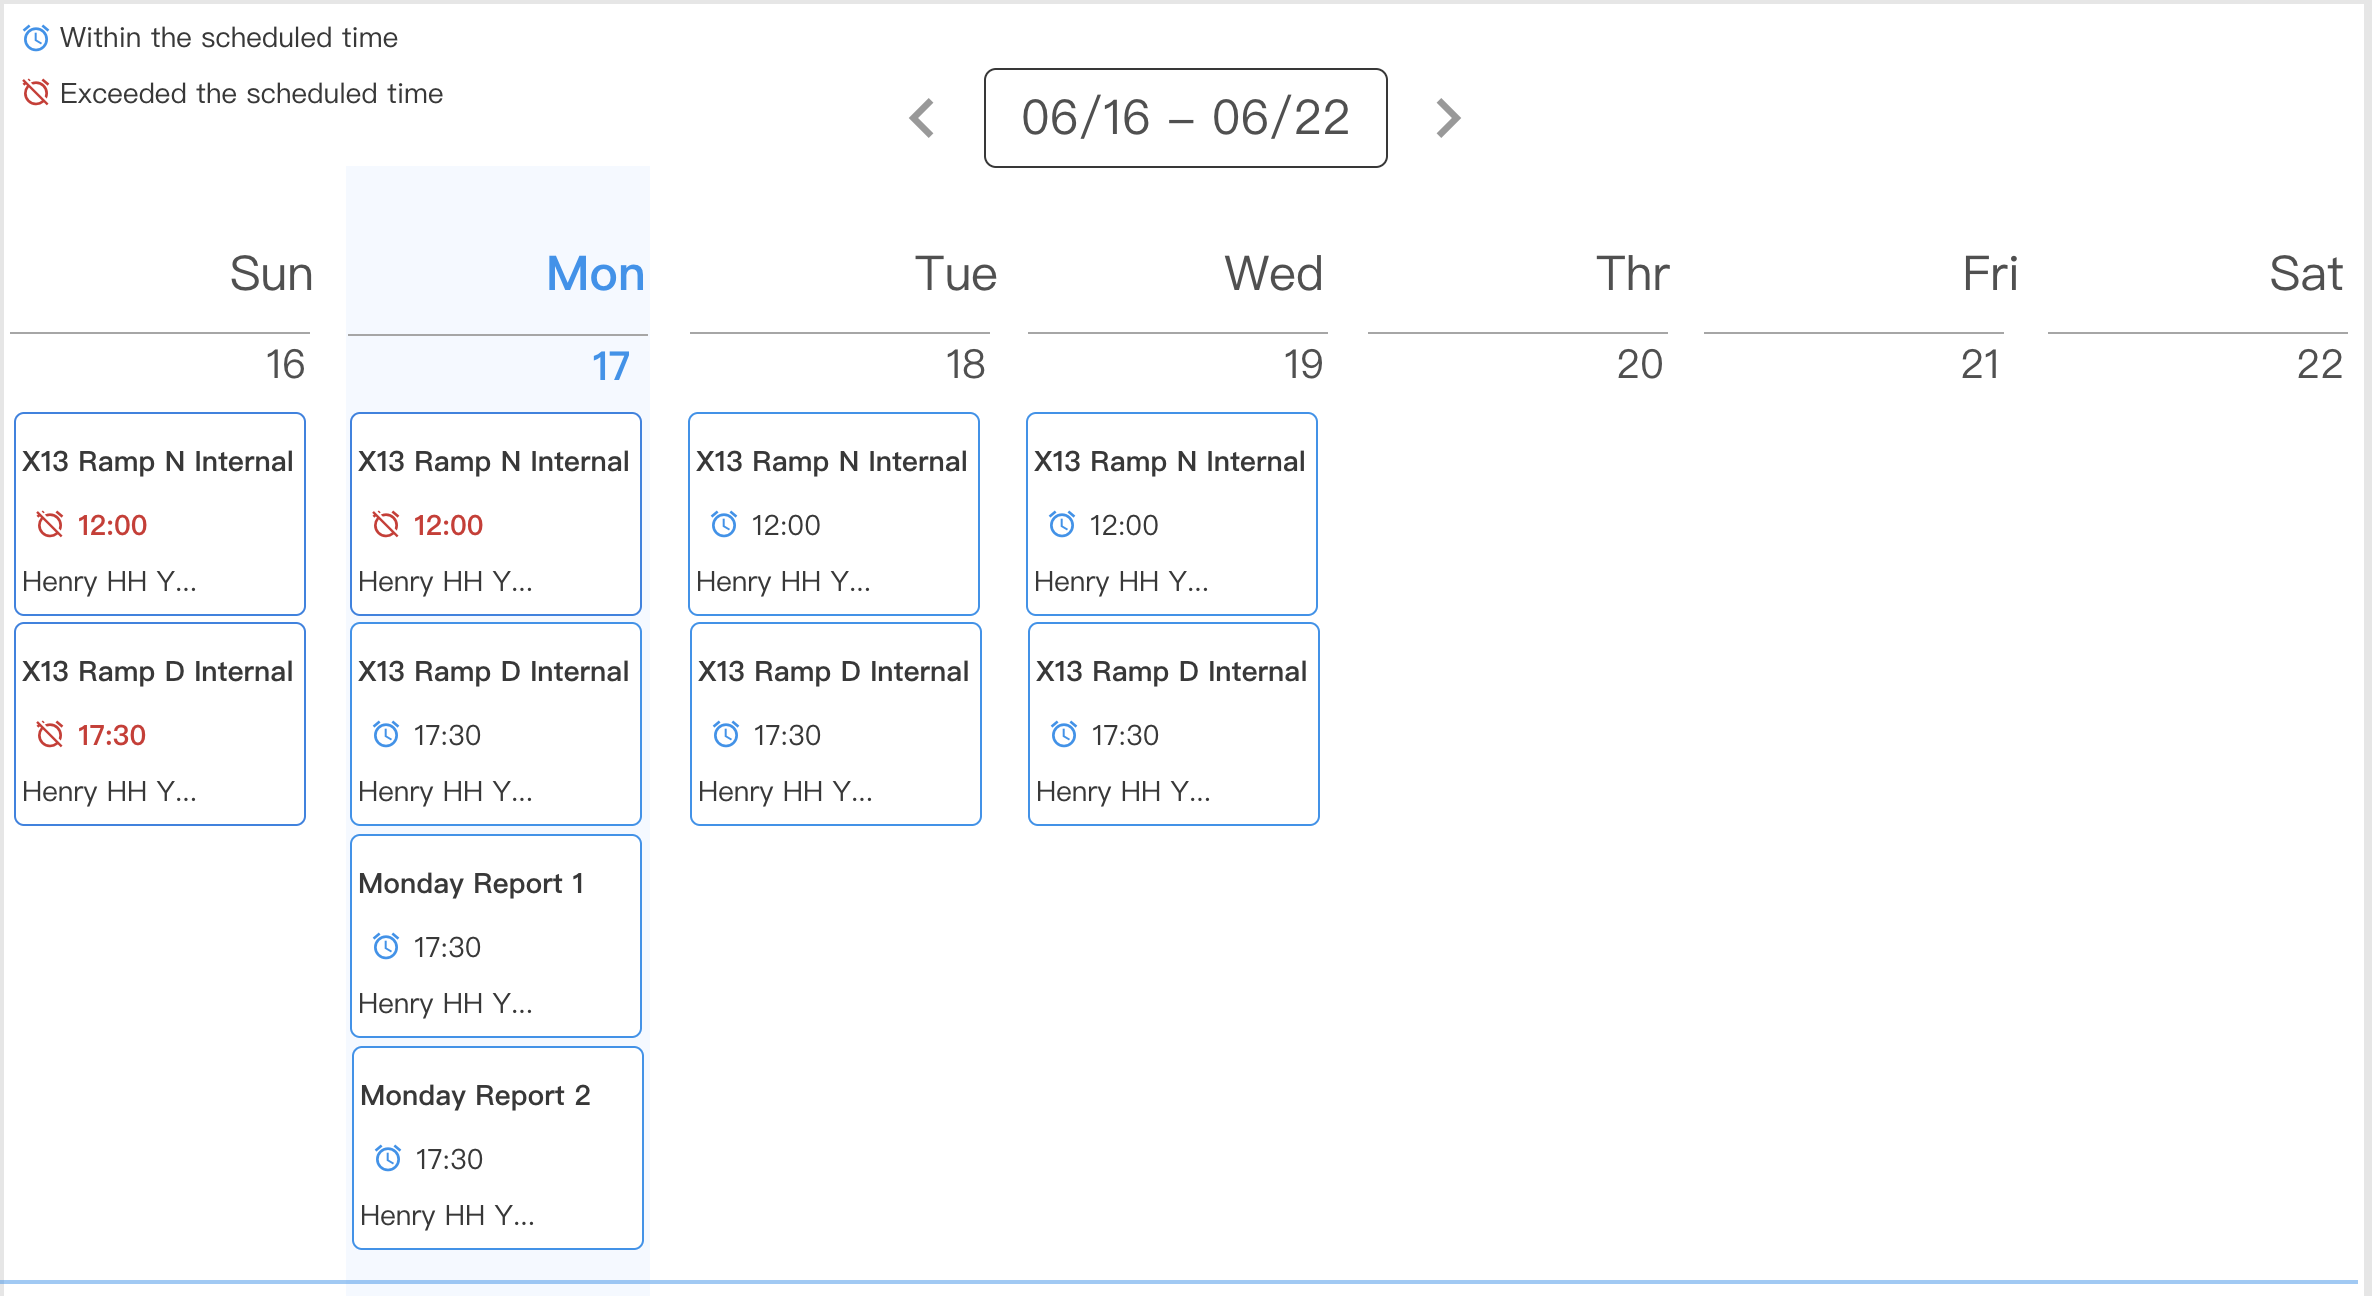 Within the scheduled time
Exceeded the scheduled time
06/16 – 06/22
Sun
Mon
Tue
Wed
Thr
Fri
Sat
16
17
18
19
20
21
22
X13 Ramp N Internal
12:00
Henry HH Y...
X13 Ramp D Internal
17:30
Henry HH Y...
X13 Ramp N Internal
12:00
Henry HH Y...
X13 Ramp D Internal
17:30
Henry HH Y...
Monday Report 1
17:30
Henry HH Y...
Monday Report 2
17:30
Henry HH Y...
X13 Ramp N Internal
12:00
Henry HH Y...
X13 Ramp D Internal
17:30
Henry HH Y...
X13 Ramp N Internal
12:00
Henry HH Y...
X13 Ramp D Internal
17:30
Henry HH Y...